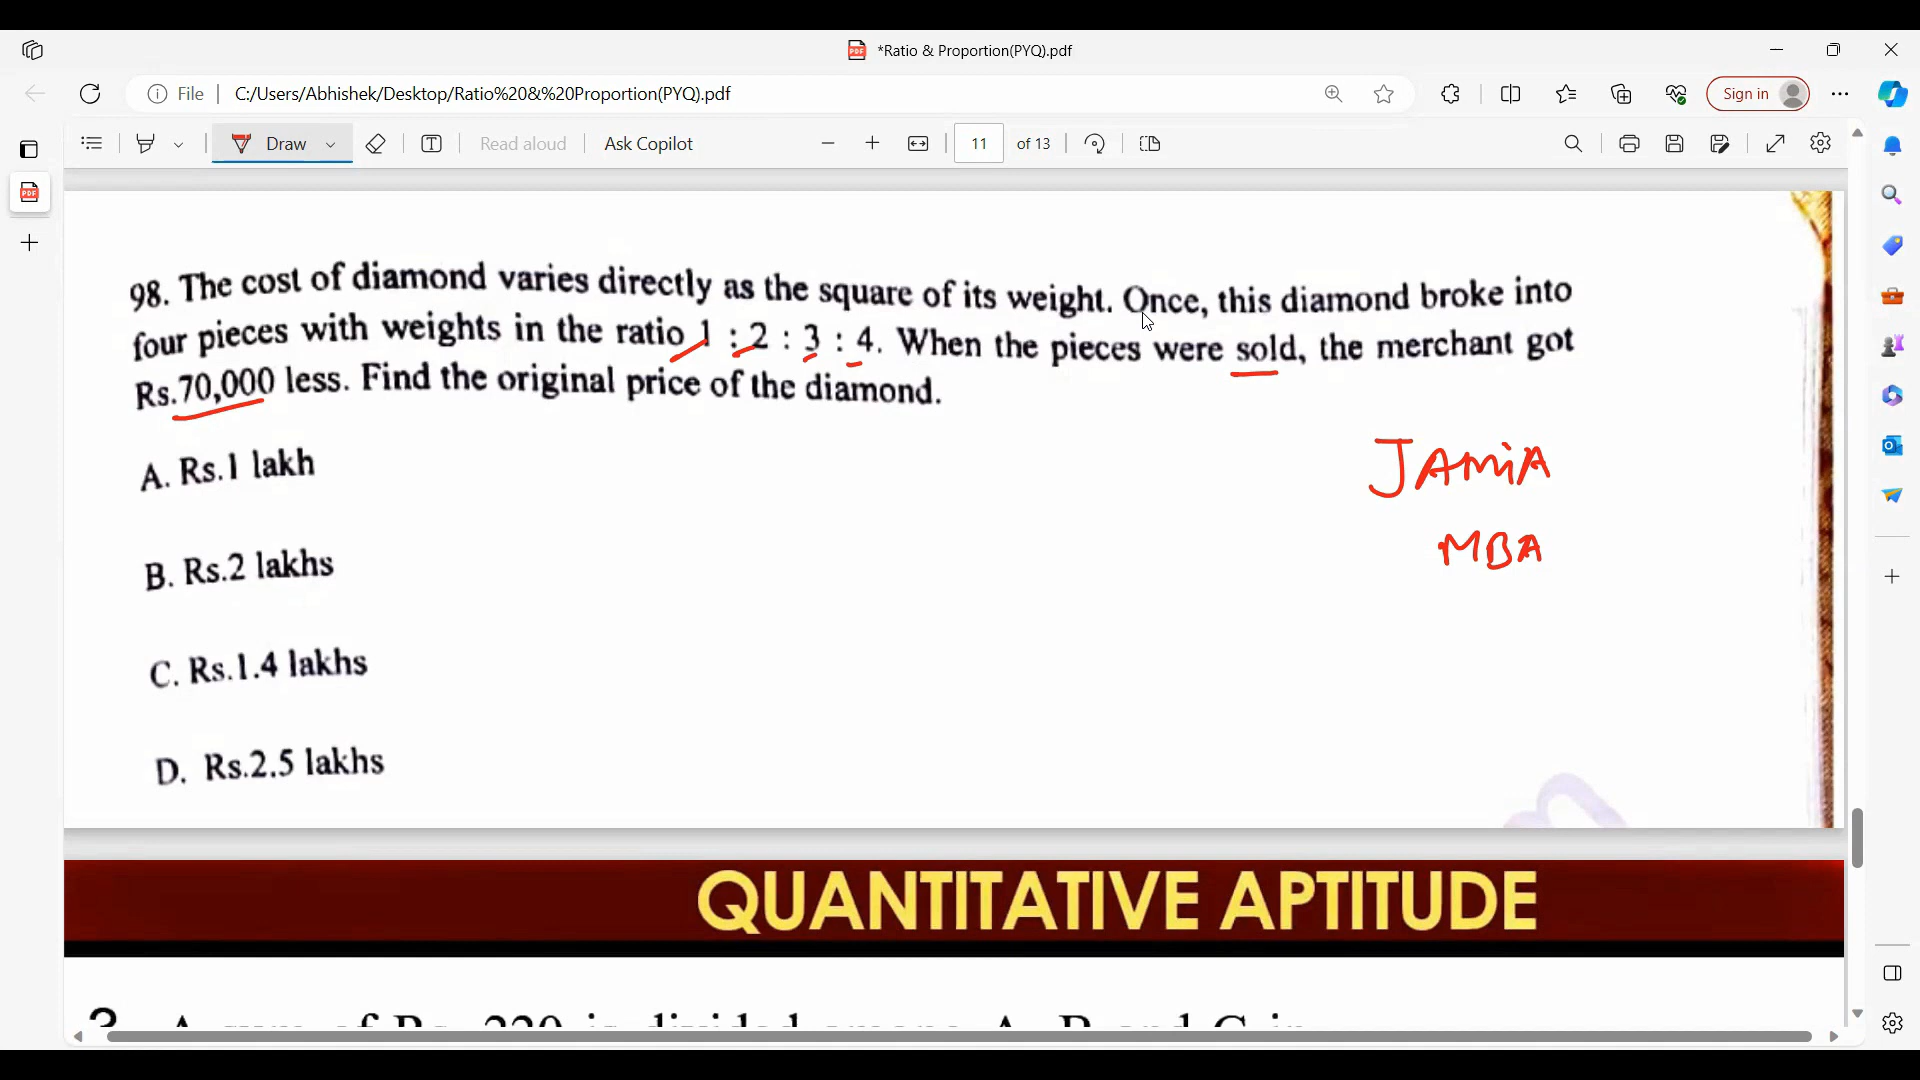 *Ratio & Proportion(PYQ).pdf
File
C:/Users/Abhishek/Desktop/Ratio%20&%20Proportion(PYQ).pdf
Sign in
Draw
Read aloud
Ask Copilot
11 of 13
98. The cost of diamond varies directly as the square of its weight. Once, this diamond broke into
four pieces with weights in the ratio 1 : 2 : 3 : 4. When the pieces were sold, the merchant got
Rs.70,000 less. Find the original price of the diamond.
A. Rs.1 lakh
JAMiA
MBA
B. Rs.2 lakhs
C. Rs.1.4 lakhs
D. Rs.2.5 lakhs
QUANTITATIVE APTITUDE